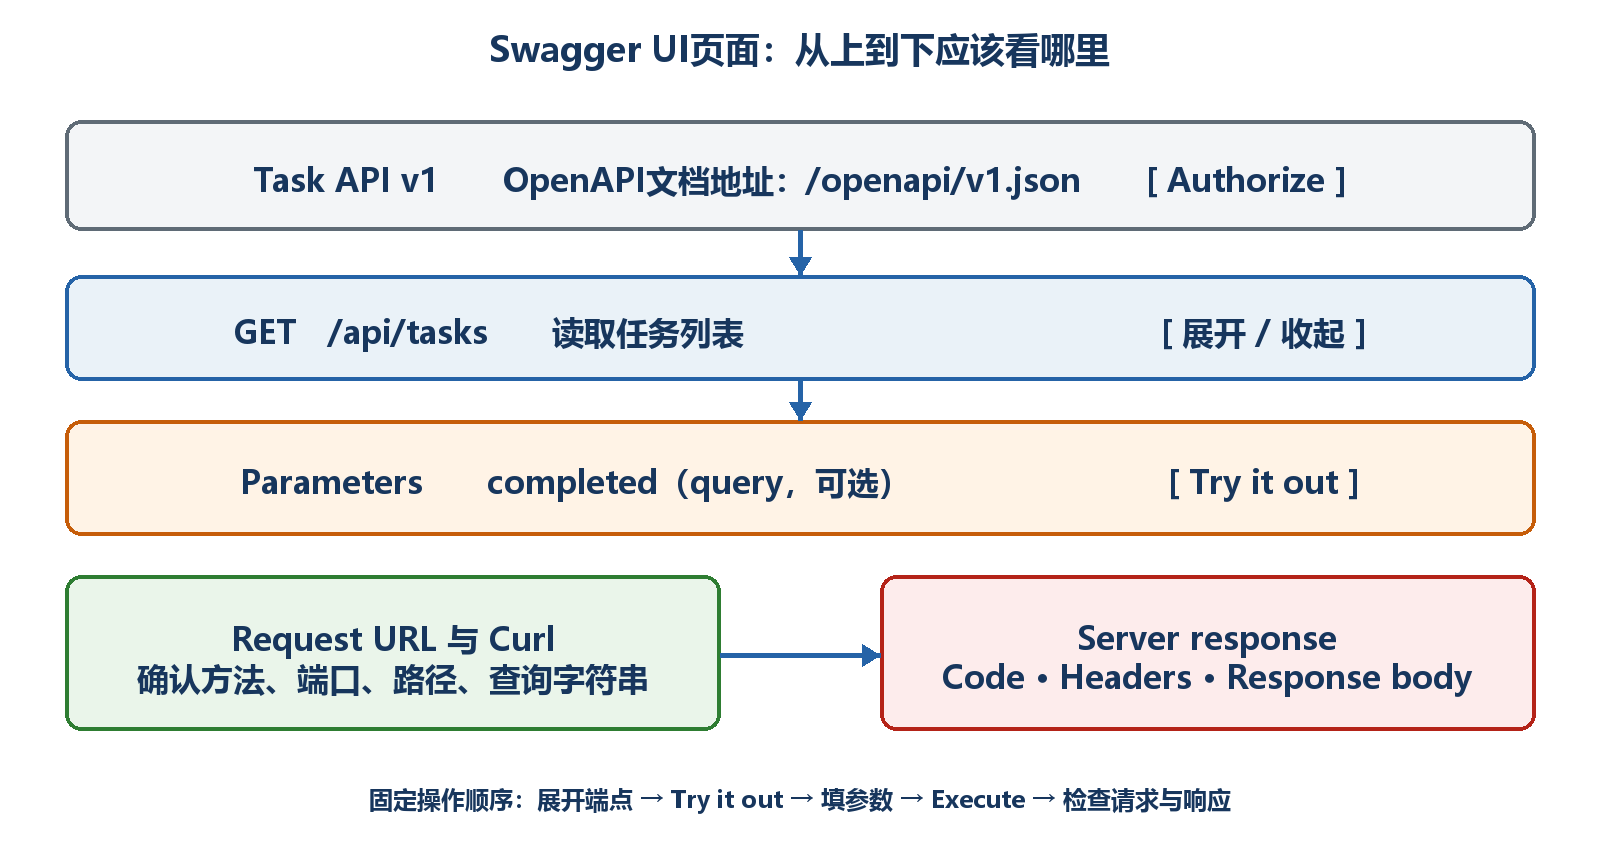 Swagger UI页面：从上到下应该看哪里
Task API v1 OpenAPI文档地址：/openapi/v1.json [ Authorize ]
GET /api/tasks 读取任务列表 [ 展开 / 收起 ]
Parameters completed（query，可选） [ Try it out ]
Request URL 与 Curl
确认方法、端口、路径、查询字符串
Server response
Code • Headers • Response body
固定操作顺序：展开端点 → Try it out → 填参数 → Execute → 检查请求与响应